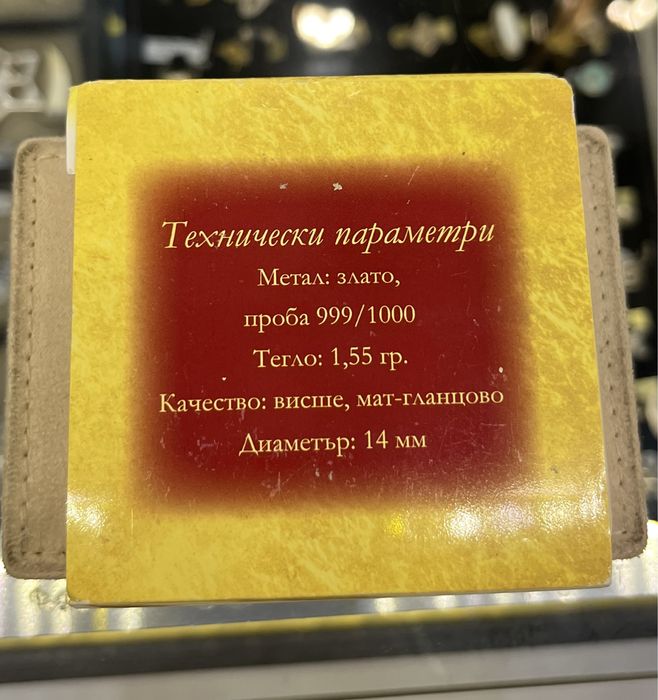 Технически параметри
Метал: злато,
проба 999/1000
Тегло: 1,55 гр.
Качество: висше, мат-гланцово
Диаметър: 14 мм